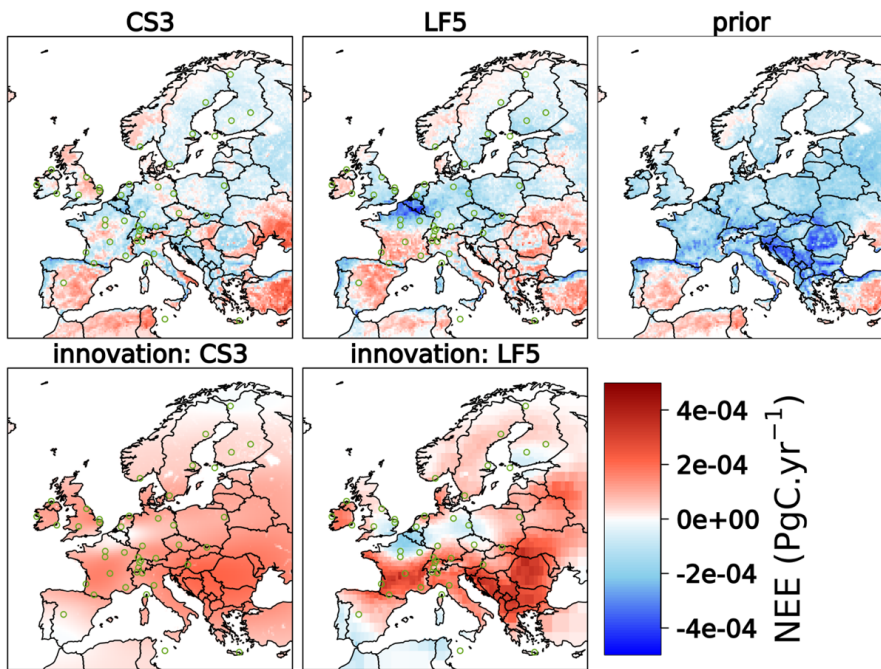 CS3
LF5
prior
innovation: CS3
innovation: LF5
4e-04
2e-04
0e+00
-2e-04
-4e-04
NEE (PgC.yr⁻¹)